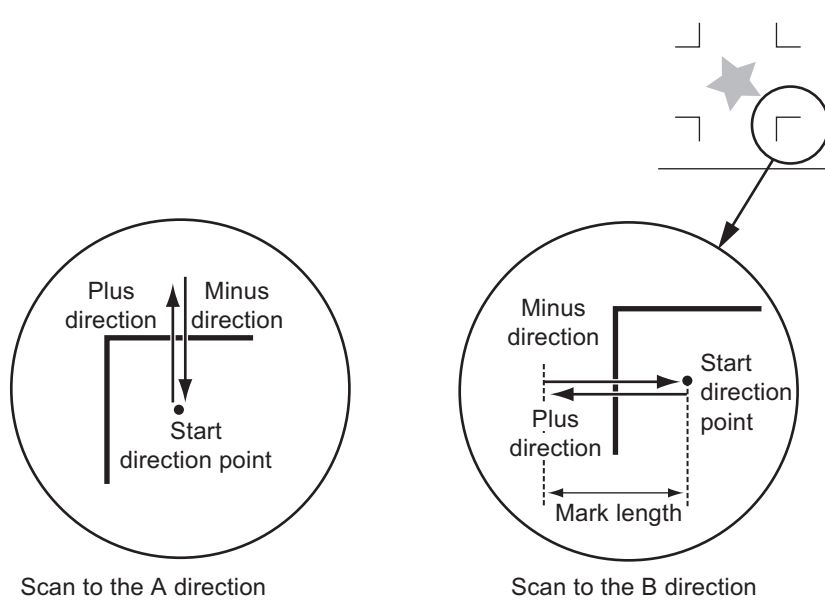 Plus
direction
Minus
direction
Start
direction point
Scan to the A direction
Minus
direction
Start
direction
point
Plus
direction
Mark length
Scan to the B direction